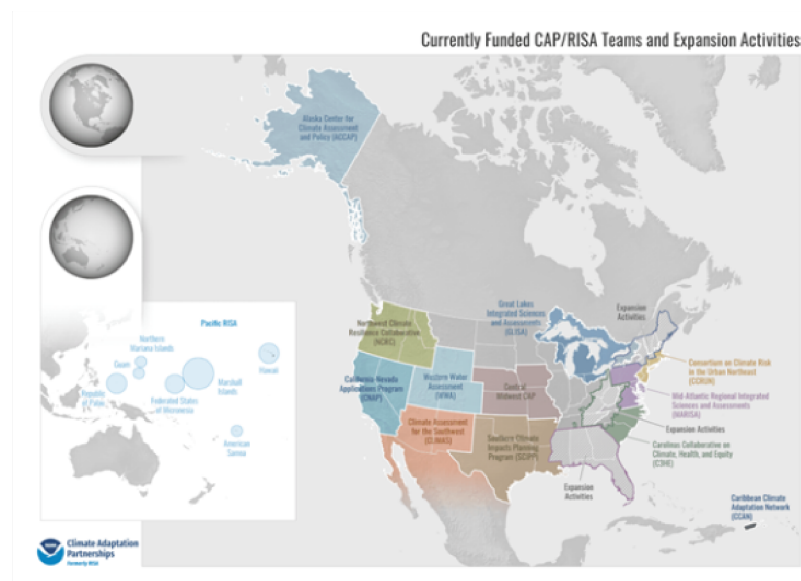 Currently Funded CAP/RISA Teams and Expansion Activities
Alaska Center for
Climate Assessment
and Policy (ACCAP)
Pacific RISA
Northern
Mariana Islands
Guam
Republic
of Palau
Federated States
of Micronesia
Marshall
Islands
Hawaii
American
Samoa
Northwest Climate
Resilience Collaborative
(NCRC)
Great Lakes
Integrated Sciences
and Assessments
(GLISA)
Expansion
Activities
California-Nevada
Applications Program
(CNAP)
Western Water
Assessment
(WWA)
Central
Midwest CAP
Consortium on Climate Risk
in the Urban Northeast
(CCRUN)
Mid-Atlantic Regional Integrated
Sciences and Assessments
(MARISA)
Climate Assessment
for the Southwest
(CLIMAS)
Southern Climate
Impacts Planning
Program (SCIPP)
Expansion Activities
Carolinas Collaborative on
Climate, Health, and Equity
(C3HE)
Expansion
Activities
Caribbean Climate
Adaptation Network
(CCAN)
NOAA
Climate Adaptation
Partnerships
Formerly RISA